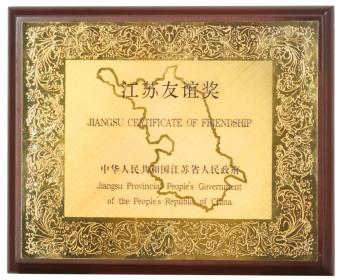 江苏友谊奖
JIANGSU CERTIFICATE OF FRIENDSHIP
中华人民共和国江苏省人民政府
Jiangsu Provincial People's Government
of the People's Republic of China